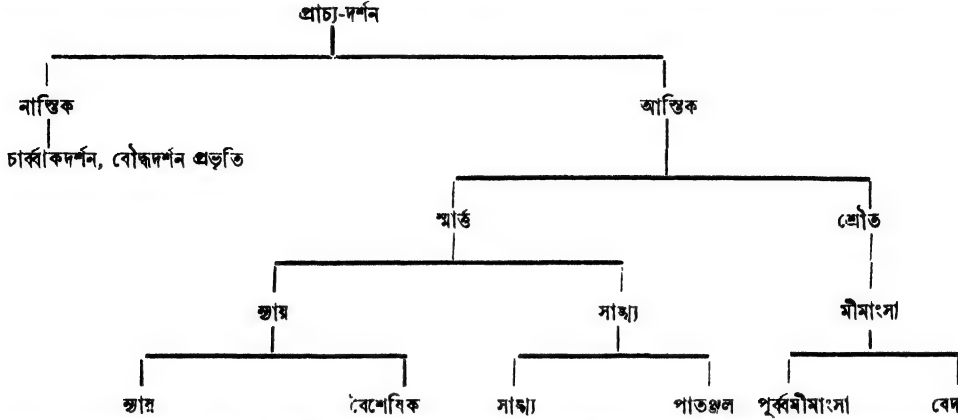 প্রাচ্য-দর্শন
নাস্তিক আস্তিক
চার্ব্বাকদর্শন, বৌদ্ধদর্শন প্রভৃতি
স্মার্ত্ত শ্রৌত
ন্যায় সাঙ্খ্য মীমাংসা
ন্যায় বৈশেষিক সাঙ্খ্য পাতঞ্জল পূর্ব্বমীমাংসা